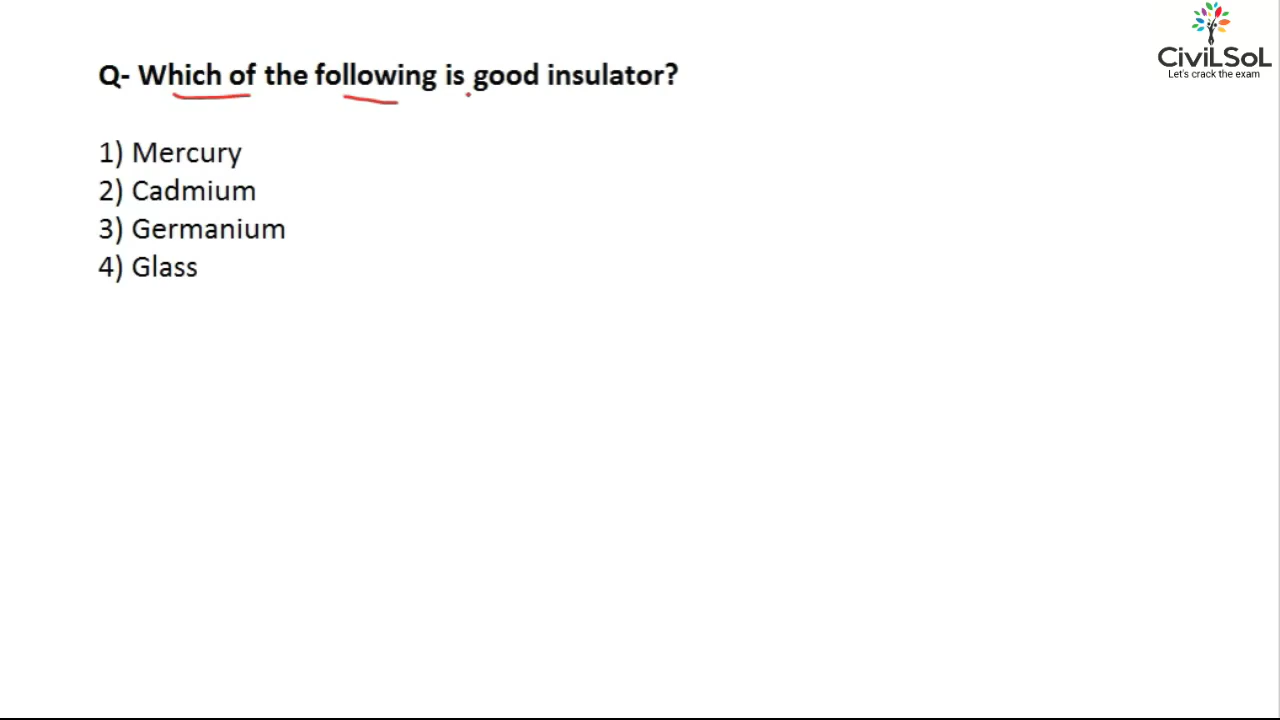 CiviLSoL
Let's crack the exam
Q- Which of the following is good insulator?
1) Mercury
2) Cadmium
3) Germanium
4) Glass